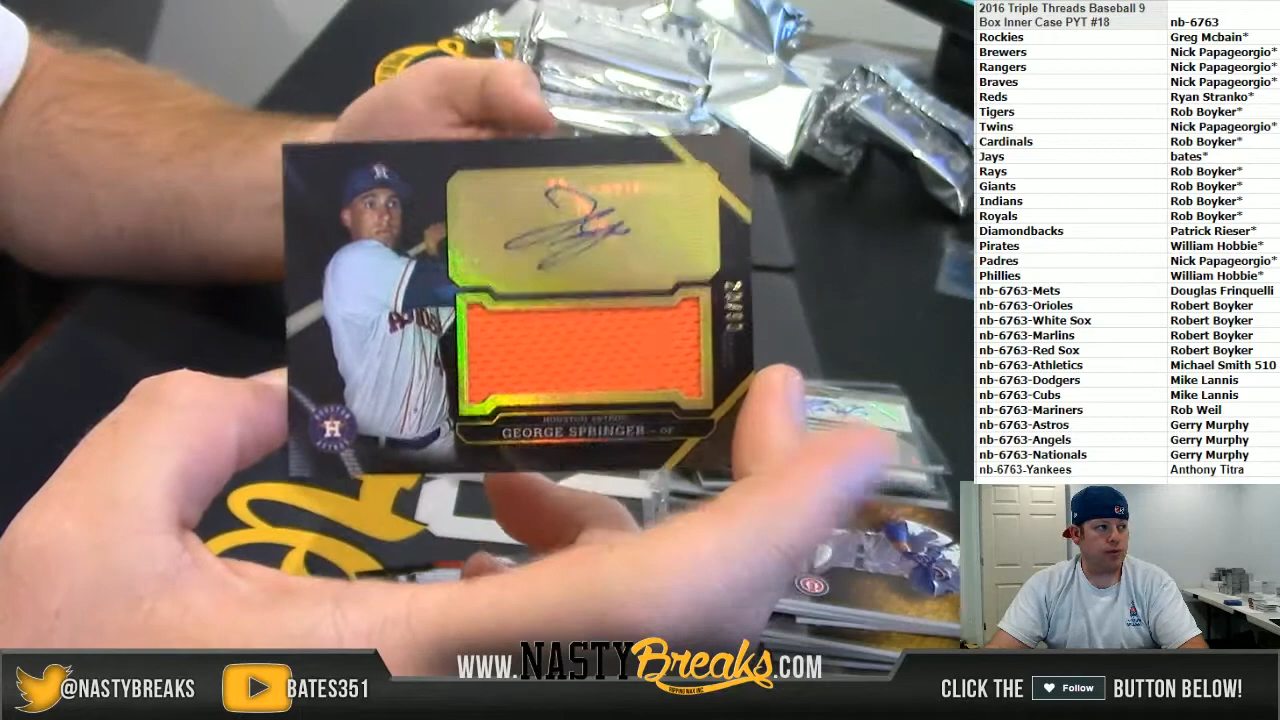 2016 Triple Threads Baseball 9
Box Inner Case PYT #18 nb-6763
Rockies Greg Mcbain*
Brewers Nick Papageorgio*
Rangers Nick Papageorgio*
Braves Nick Papageorgio*
Reds Ryan Stranko*
Tigers Rob Boyker*
Twins Nick Papageorgio*
Cardinals Rob Boyker*
Jays bates*
Rays Rob Boyker*
Giants Rob Boyker*
Indians Rob Boyker*
Royals Rob Boyker*
Diamondbacks Patrick Rieser*
Pirates William Hobbie*
Padres Nick Papageorgio*
Phillies William Hobbie*
nb-6763-Mets Douglas Frinquelli
nb-6763-Orioles Robert Boyker
nb-6763-White Sox Robert Boyker
nb-6763-Marlins Robert Boyker
nb-6763-Red Sox Robert Boyker
nb-6763-Athletics Michael Smith 510
nb-6763-Dodgers Mike Lannis
nb-6763-Cubs Mike Lannis
nb-6763-Mariners Rob Weil
nb-6763-Astros Gerry Murphy
nb-6763-Angels Gerry Murphy
nb-6763-Nationals Gerry Murphy
nb-6763-Yankees Anthony Titra
H
HOUSTON ASTROS
GEORGE SPRINGER - OF
H
WWW.NASTYBreaks.COM
RIPPING WAX INC
@NASTYBREAKS
BATES351
CLICK THE Follow BUTTON BELOW!